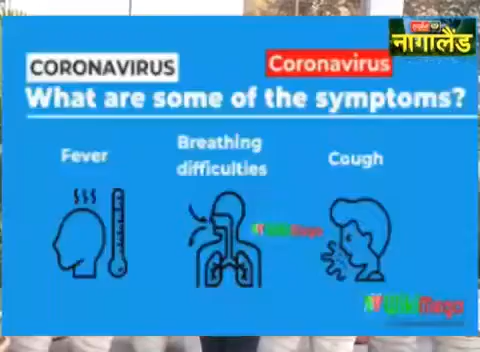 नागालैंड
CORONAVIRUS
Coronavirus
What are some of the symptoms?
Fever
Breathing
difficulties
Cough